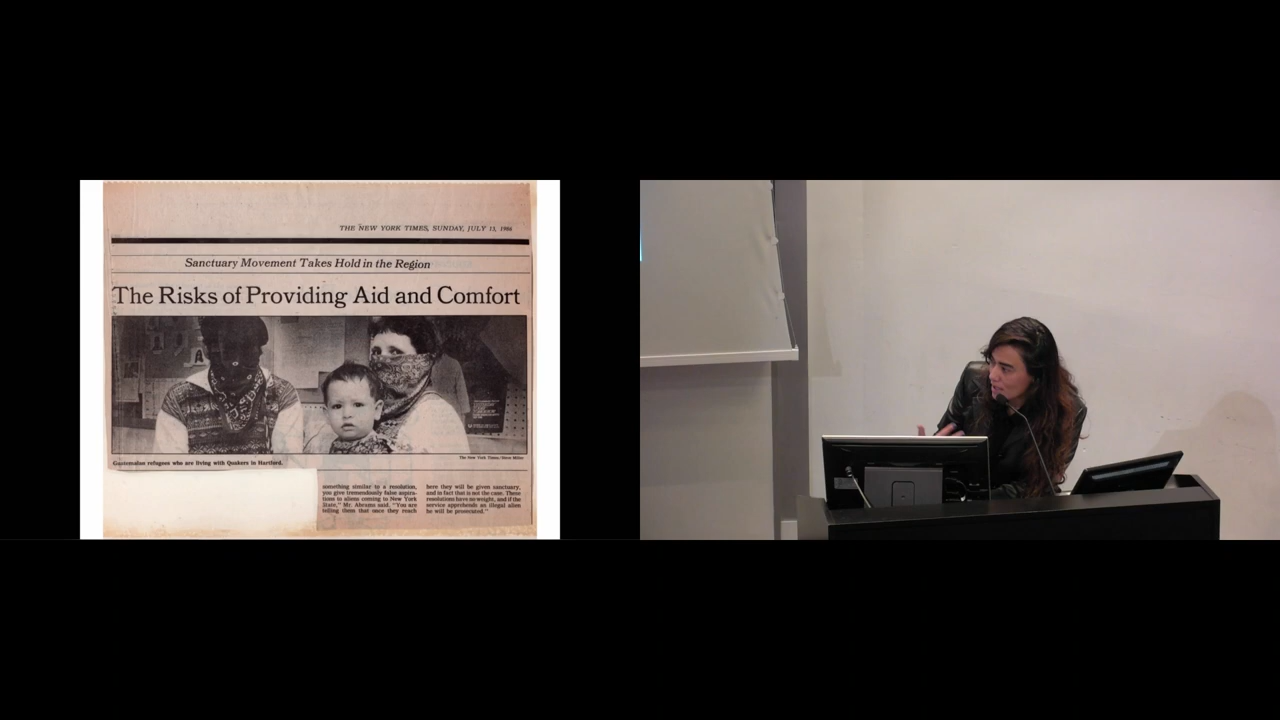 THE NEW YORK TIMES, SUNDAY, JULY 13, 1986
Sanctuary Movement Takes Hold in the Region
The Risks of Providing Aid and Comfort
The New York Times/Steve Miller
Guatemalan refugees who are living with Quakers in Hartford.
something similar to a resolution,
you give tremendously false aspira-
tions to aliens coming to New York
State," Mr. Abrams said. "You are
telling them that once they reach
here they will be given sanctuary,
and in fact that is not the case. These
resolutions have no weight, and if the
service apprehends an illegal alien
he will be prosecuted."